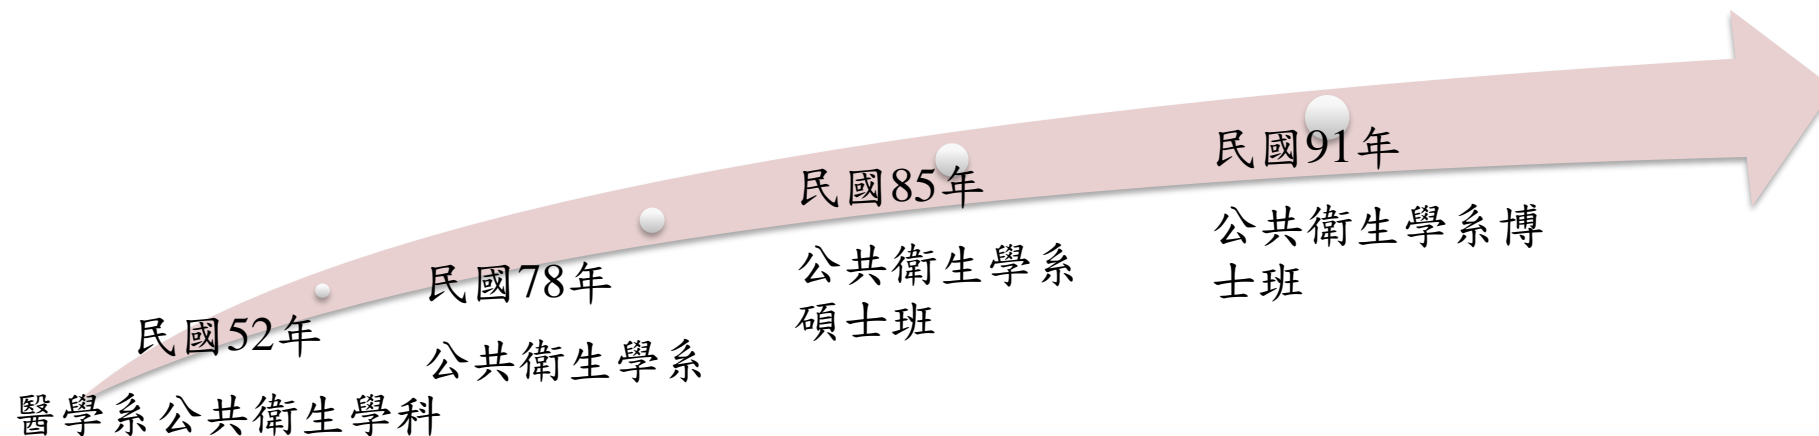 民國52年
醫學系公共衛生學科
民國78年
公共衛生學系
民國85年
公共衛生學系
碩士班
民國91年
公共衛生學系博
士班